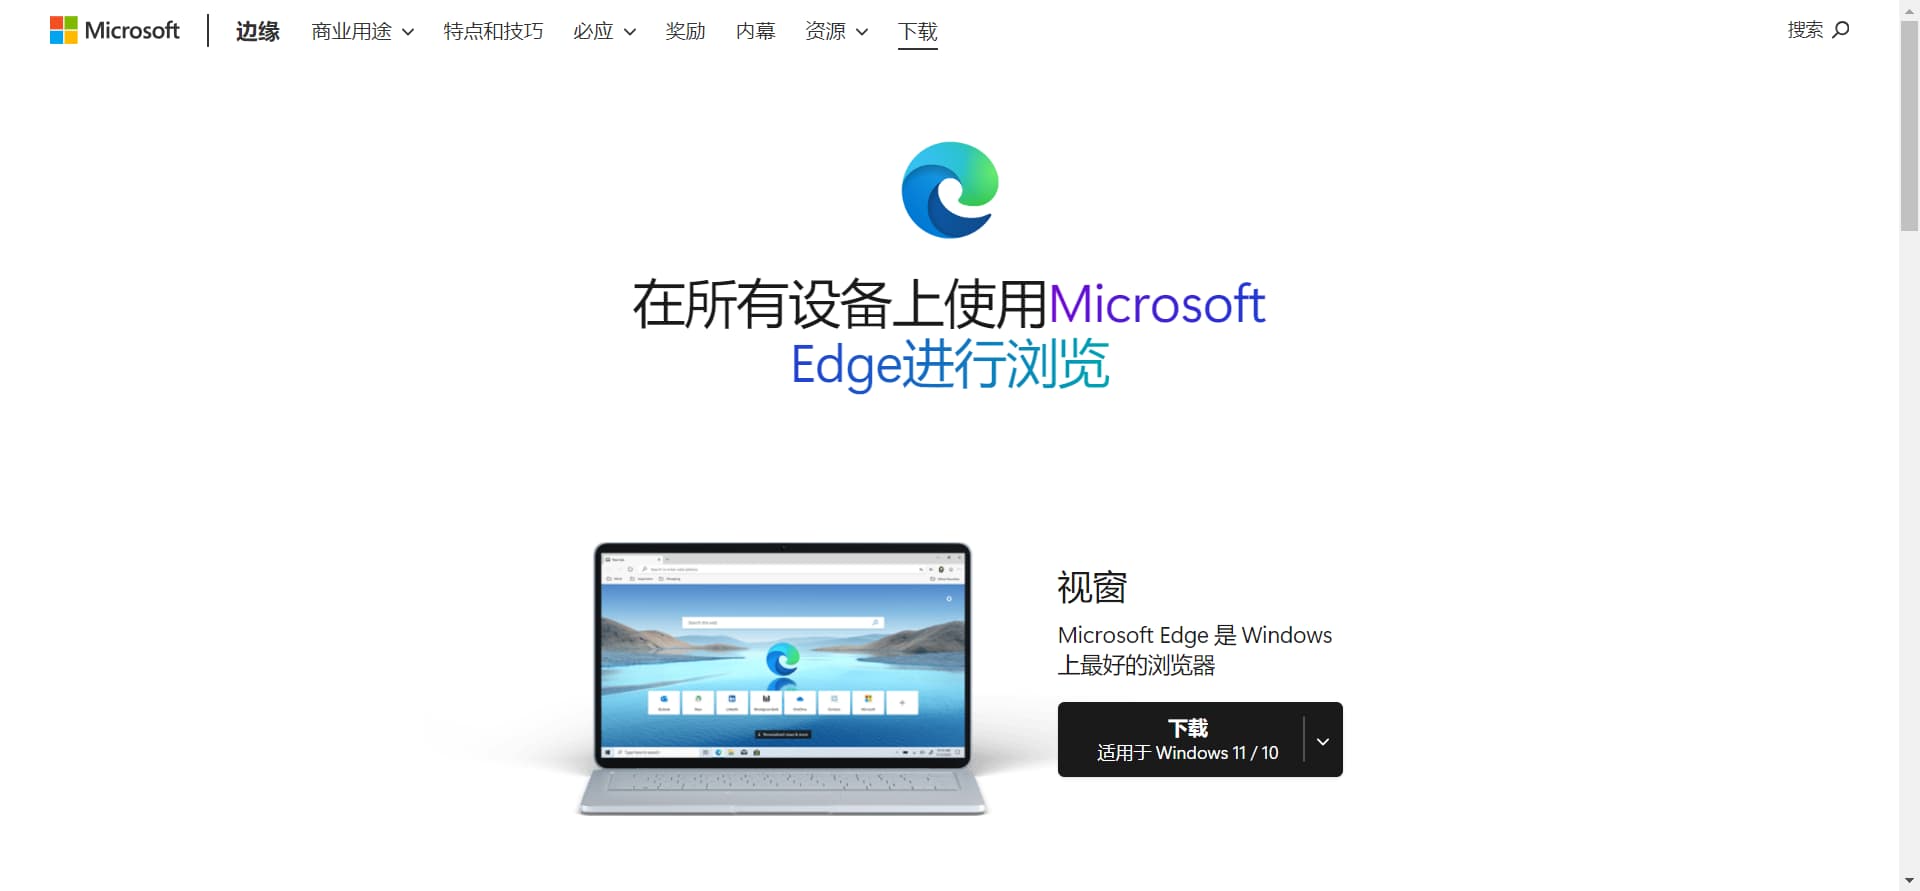 Microsoft
边缘
商业用途
特点和技巧
必应
奖励
内幕
资源
下载
搜索
在所有设备上使用Microsoft
Edge进行浏览
视窗
Microsoft Edge 是 Windows
上最好的浏览器
下载
适用于 Windows 11 / 10